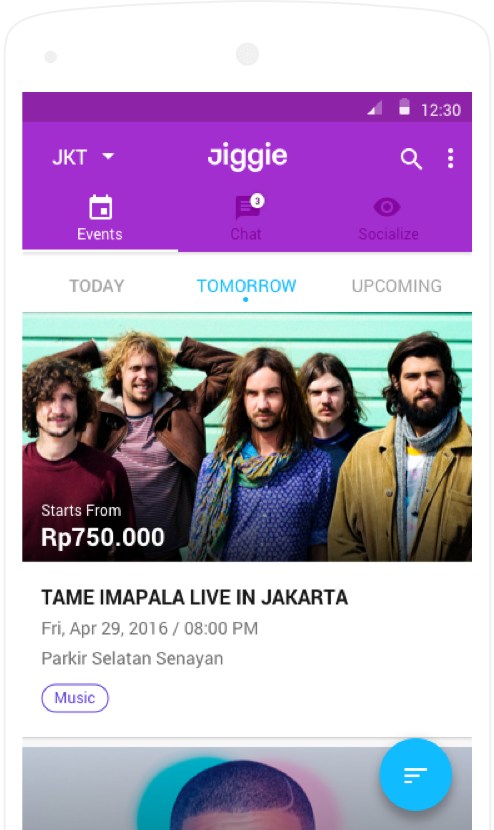 12:30
JKT
Jiggie
3
Events
Chat
Socialize
TODAY
TOMORROW
UPCOMING
Starts From
Rp750.000
TAME IMAPALA LIVE IN JAKARTA
Fri, Apr 29, 2016 / 08:00 PM
Parkir Selatan Senayan
Music